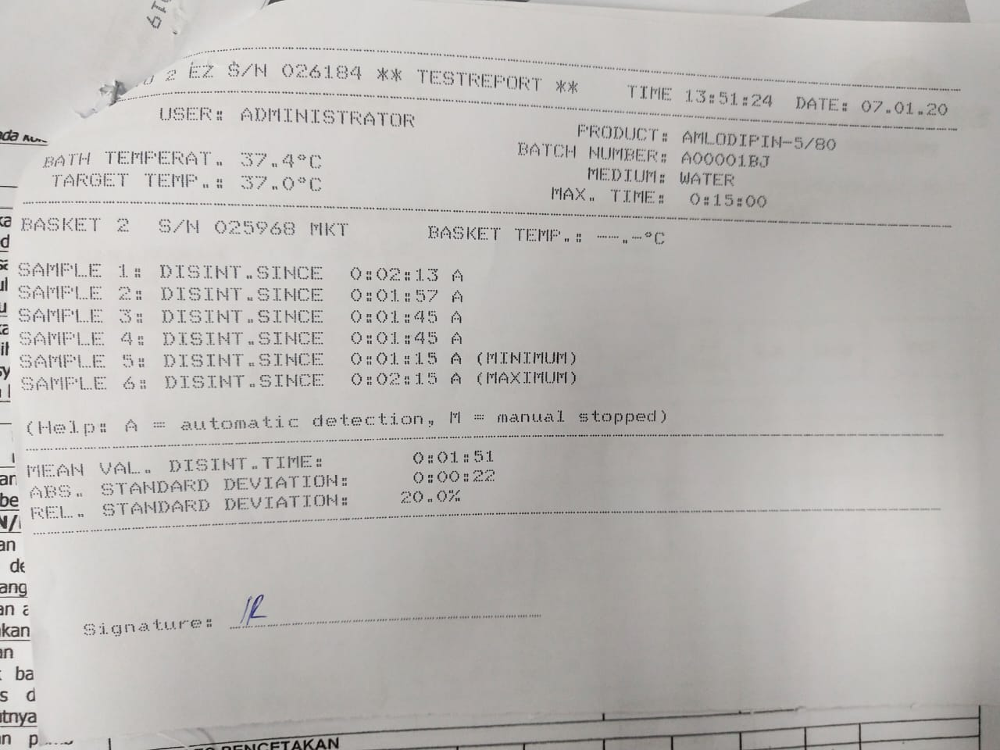 2 EZ S/N 026184 ** TESTREPORT ** TIME 13:51:24 DATE: 07.01.20
USER: ADMINISTRATOR
PRODUCT: AMLODIPIN-5/80
BATH TEMPERAT. 37.4°C
BATCH NUMBER: A00001BJ
TARGET TEMP.: 37.0°C
MEDIUM: WATER
MAX. TIME: 0:15:00
BASKET 2 S/N 025968 MKT BASKET TEMP.: --.-°C
SAMPLE 1: DISINT.SINCE 0:02:13 A
SAMPLE 2: DISINT.SINCE 0:01:57 A
SAMPLE 3: DISINT.SINCE 0:01:45 A
SAMPLE 4: DISINT.SINCE 0:01:45 A
SAMPLE 5: DISINT.SINCE 0:01:15 A (MINIMUM)
SAMPLE 6: DISINT.SINCE 0:02:15 A (MAXIMUM)
(Help: A = automatic detection, M = manual stopped)
MEAN VAL. DISINT.TIME: 0:01:51
ABS. STANDARD DEVIATION: 0:00:22
REL. STANDARD DEVIATION: 20.0%
Signature:
PENCETAKAN